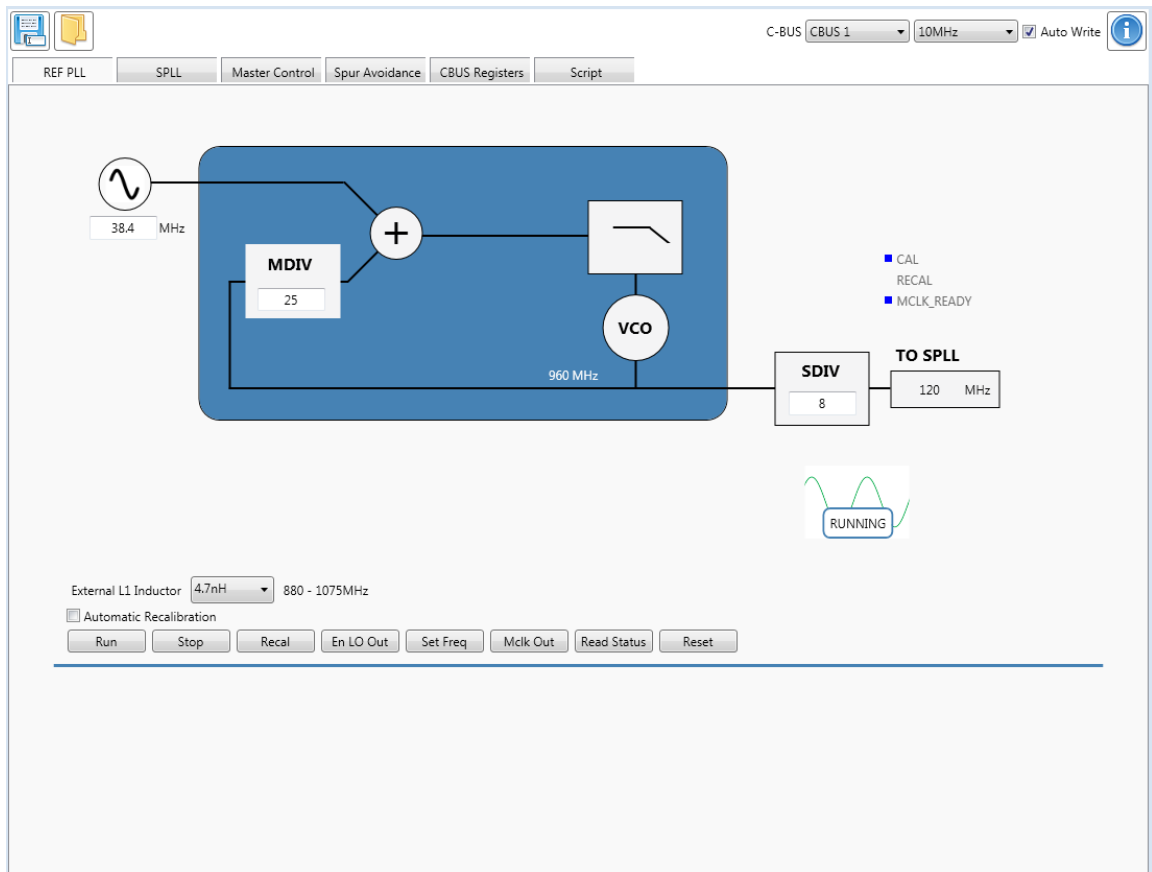 C-BUS CBUS 1 10MHz Auto Write
REF PLL SPLL Master Control Spur Avoidance CBUS Registers Script
38.4 MHz
MDIV
25
+
VCO
960 MHz
CAL
RECAL
MCLK_READY
SDIV
8
TO SPLL
120 MHz
RUNNING
External L1 Inductor 4.7nH 880 - 1075MHz
Automatic Recalibration
Run Stop Recal En LO Out Set Freq Mclk Out Read Status Reset